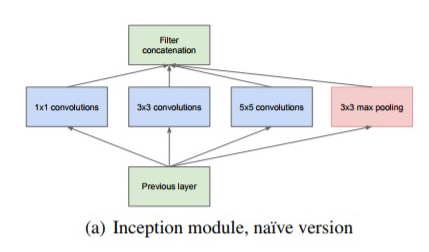 Filter
concatenation
1x1 convolutions
3x3 convolutions
5x5 convolutions
3x3 max pooling
Previous layer
(a) Inception module, naïve version